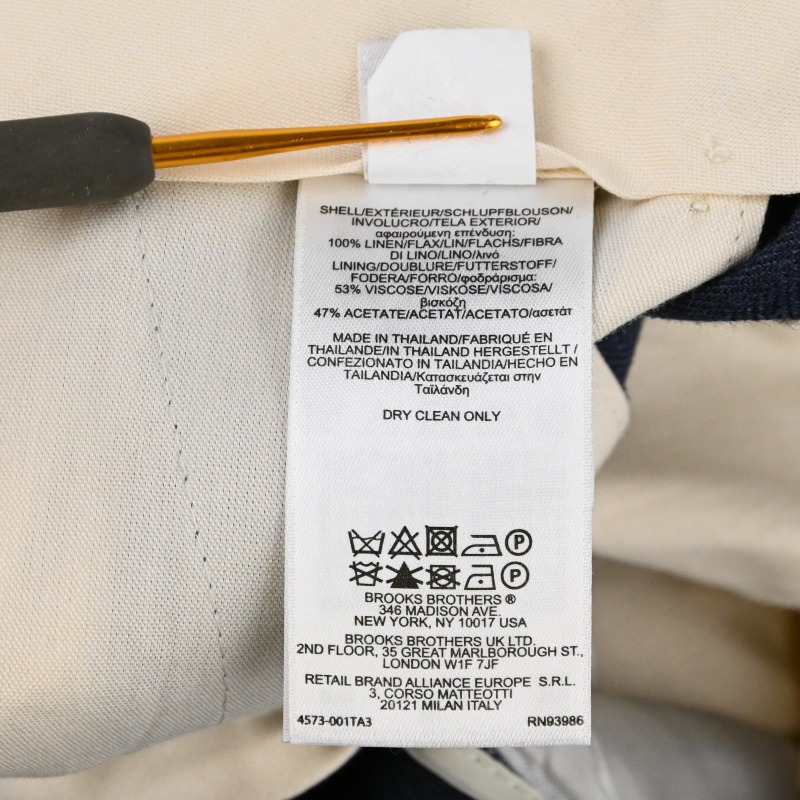 SHELL/EXTÉRIEUR/SCHLUPFBLOUSON/
INVOLUCRO/TELA EXTERIOR/
αφαιρούμενη επένδυση:
100% LINEN/FLAX/LIN/FLACHS/FIBRA
DI LINO/LINO/λινό
LINING/DOUBLURE/FUTTERSTOFF/
FODERA/FORRO/φοδράρισμα:
53% VISCOSE/VISKOSE/VISCOSA/
βισκόζη
47% ACETATE/ACETAT/ACETATO/ασετάτ
MADE IN THAILAND/FABRIQUÉ EN
THAILANDE/IN THAILAND HERGESTELLT /
CONFEZIONATO IN TAILANDIA/HECHO EN
TAILANDIA/Κατασκευάζεται στην
Ταϊλάνδη
DRY CLEAN ONLY
P
P
BROOKS BROTHERS ®
346 MADISON AVE.
NEW YORK, NY 10017 USA
BROOKS BROTHERS UK LTD.
2ND FLOOR, 35 GREAT MARLBOROUGH ST.,
LONDON W1F 7JF
RETAIL BRAND ALLIANCE EUROPE S.R.L.
3, CORSO MATTEOTTI
20121 MILAN ITALY
4573-001TA3 RN93986